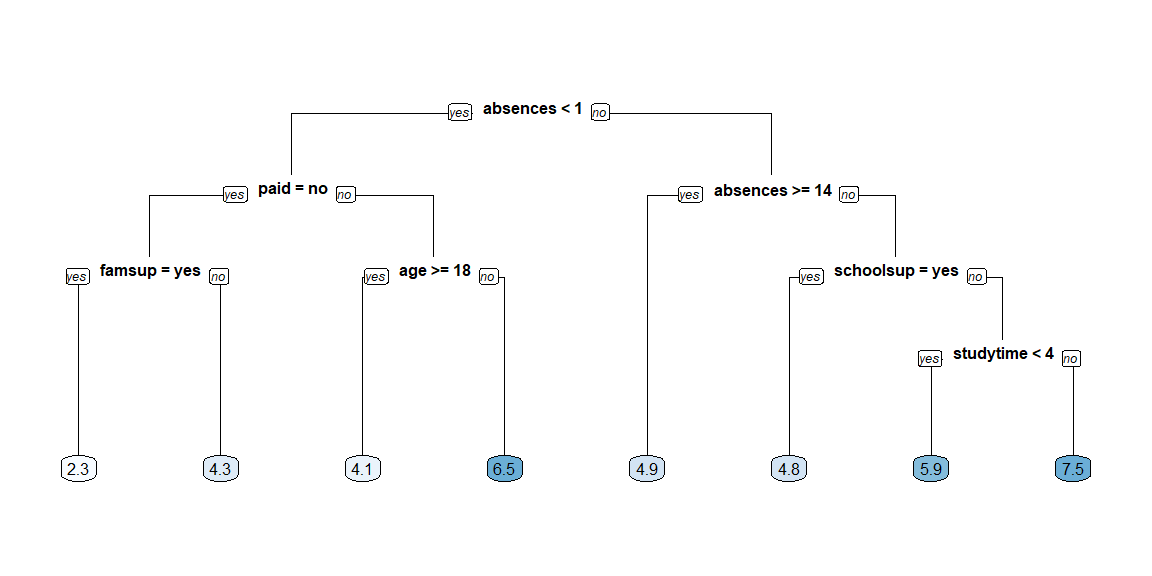 yes absences < 1 no
yes paid = no no
yes absences >= 14 no
yes famsup = yes no
yes age >= 18 no
yes schoolsup = yes no
yes studytime < 4 no
2.3 4.3 4.1 6.5 4.9 4.8 5.9 7.5